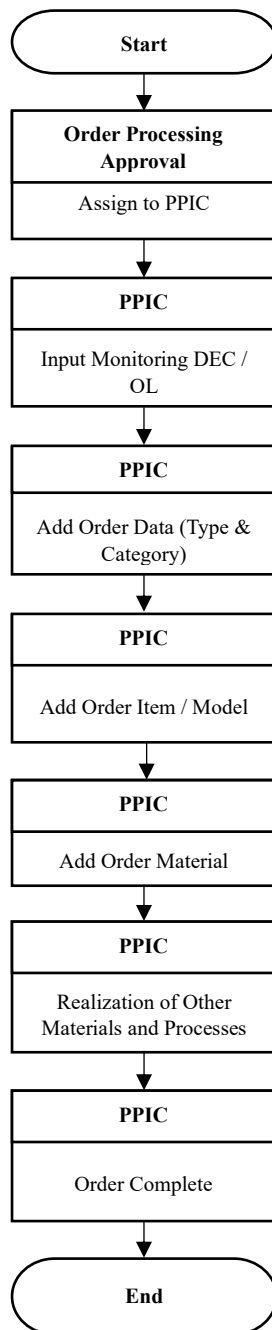 Start
Order Processing
Approval
Assign to PPIC
PPIC
Input Monitoring DEC /
OL
PPIC
Add Order Data (Type &
Category)
PPIC
Add Order Item / Model
PPIC
Add Order Material
PPIC
Realization of Other
Materials and Processes
PPIC
Order Complete
End